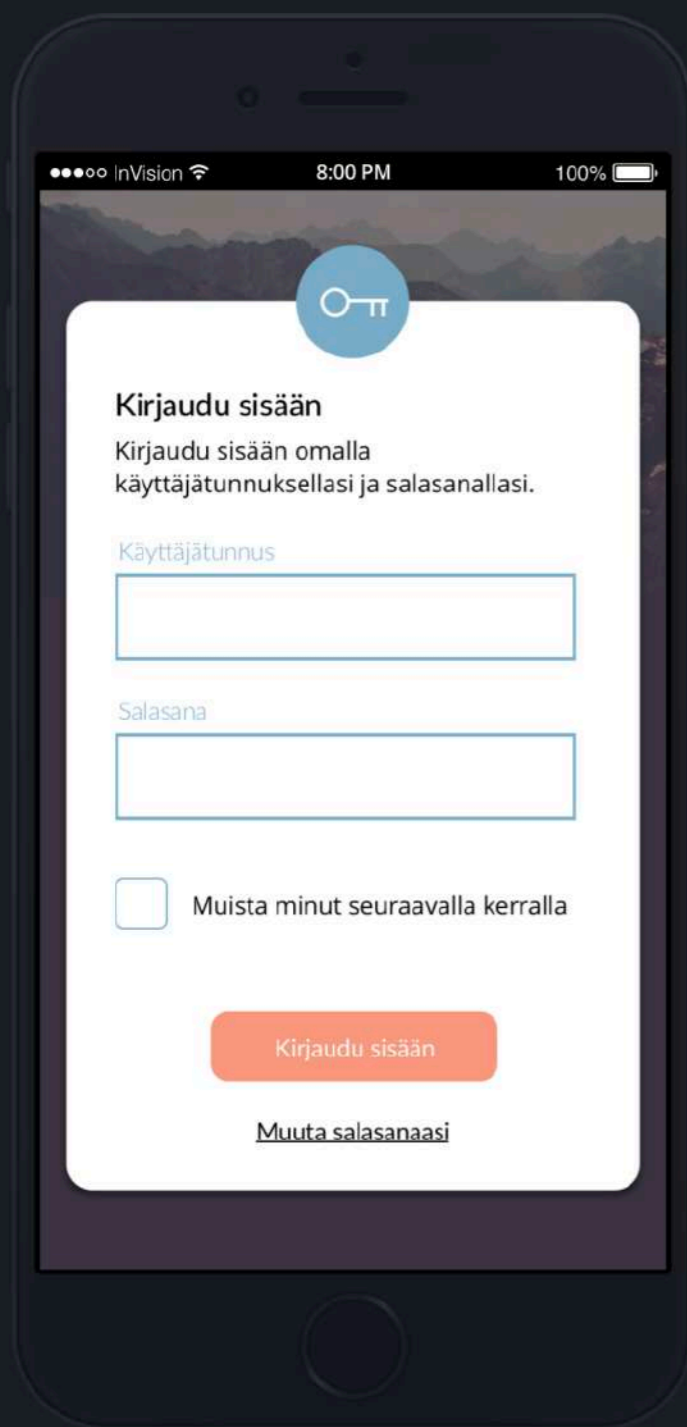 InVision 8:00 PM 100%
Kirjaudu sisään
Kirjaudu sisään omalla
käyttäjätunnuksellasi ja salasanallasi.
Käyttäjätunnus
Salasana
Muista minut seuraavalla kerralla
Kirjaudu sisään
Muuta salasanaasi